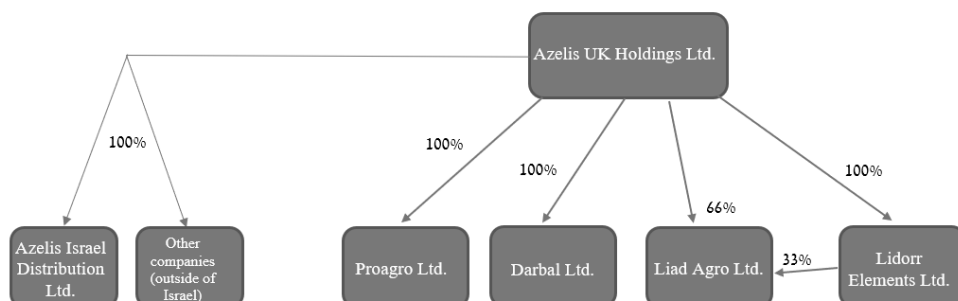 Azelis UK Holdings Ltd.
100%
100%
100%
100%
66%
Azelis Israel
Distribution
Ltd.
Other
companies
(outside of
Israel)
Proagro Ltd.
Darbal Ltd.
Liad Agro Ltd.
33%
Lidorr
Elements Ltd.